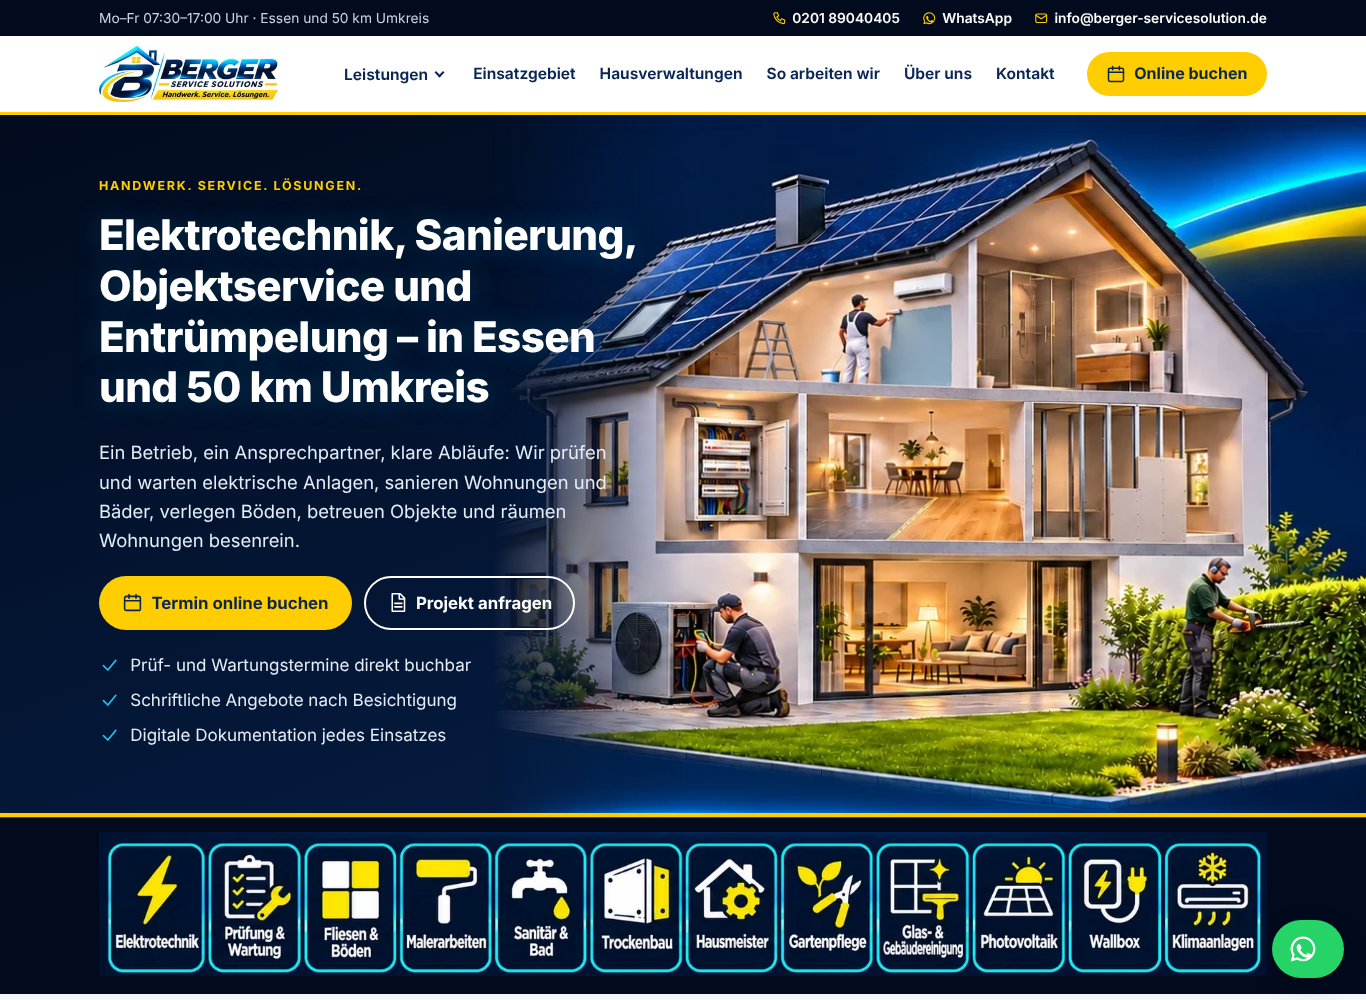 Mo–Fr 07:30–17:00 Uhr · Essen und 50 km Umkreis
0201 89040405
WhatsApp
info@berger-servicesolution.de
BERGER
SERVICE SOLUTIONS
Handwerk. Service. Lösungen.
Leistungen
Einsatzgebiet
Hausverwaltungen
So arbeiten wir
Über uns
Kontakt
Online buchen
HANDWERK. SERVICE. LÖSUNGEN.
Elektrotechnik, Sanierung,
Objektservice und
Entrümpelung – in Essen
und 50 km Umkreis
Ein Betrieb, ein Ansprechpartner, klare Abläufe: Wir prüfen
und warten elektrische Anlagen, sanieren Wohnungen und
Bäder, verlegen Böden, betreuen Objekte und räumen
Wohnungen besenrein.
Termin online buchen
Projekt anfragen
Prüf- und Wartungstermine direkt buchbar
Schriftliche Angebote nach Besichtigung
Digitale Dokumentation jedes Einsatzes
Elektrotechnik
Prüfung &
Wartung
Fliesen &
Böden
Malerarbeiten
Sanitär &
Bad
Trockenbau
Hausmeister
Gartenpflege
Glas- &
Gebäudereinigung
Photovoltaik
Wallbox
Klimaanlagen